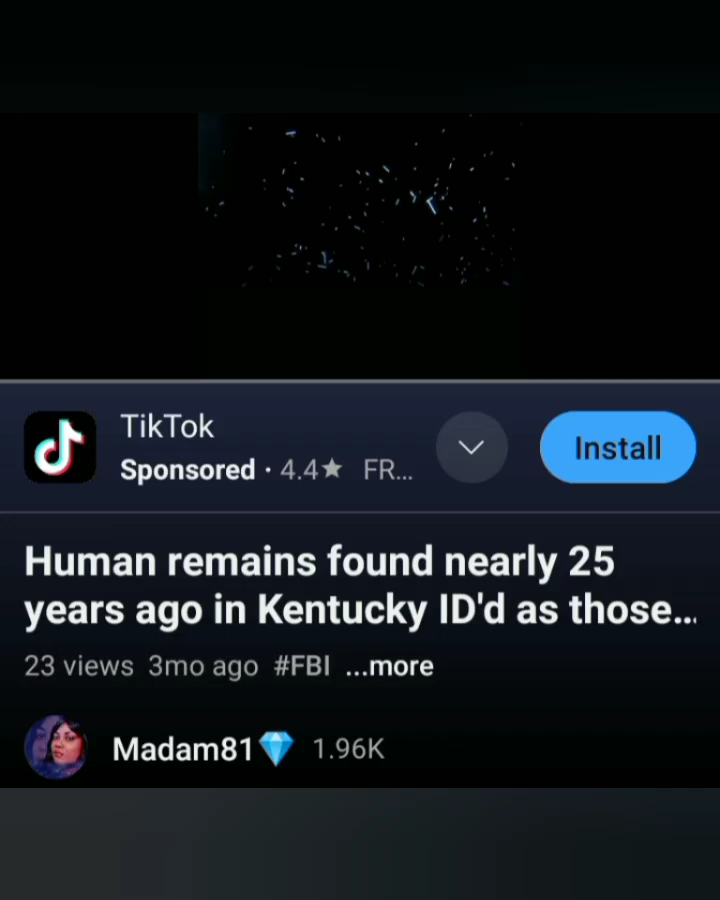 TikTok
Sponsored · 4.4★ FR...
Install
Human remains found nearly 25
years ago in Kentucky ID'd as those...
23 views 3mo ago #FBI ...more
Madam81💎 1.96K